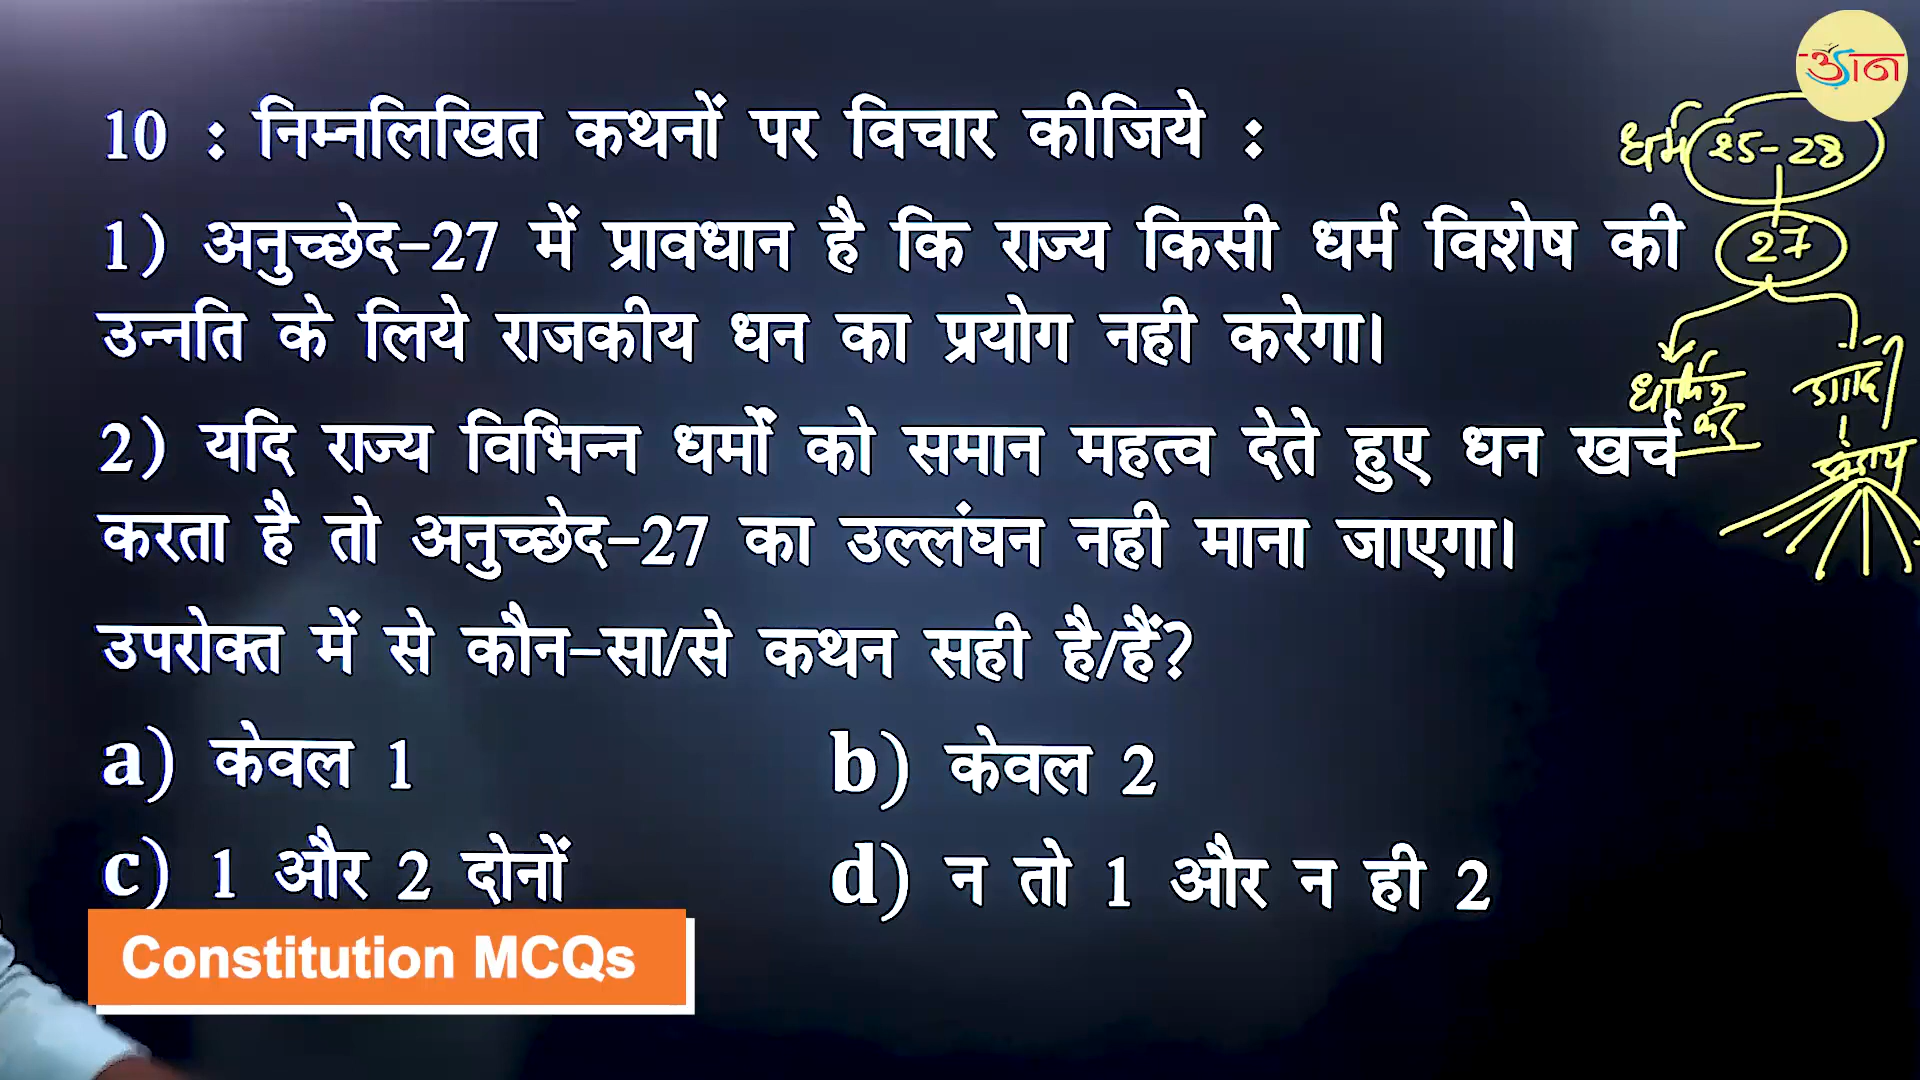 उड़ान
10 : निम्नलिखित कथनों पर विचार कीजिये :
धर्म 25-28
1) अनुच्छेद-27 में प्रावधान है कि राज्य किसी धर्म विशेष की
27
उन्नति के लिये राजकीय धन का प्रयोग नही करेगा।
धार्मिक
कर
2) यदि राज्य विभिन्न धर्मों को समान महत्व देते हुए धन खर्च
करता है तो अनुच्छेद-27 का उल्लंघन नही माना जाएगा।
उपरोक्त में से कौन-सा/से कथन सही है/हैं?
a) केवल 1 b) केवल 2
c) 1 और 2 दोनों d) न तो 1 और न ही 2
Constitution MCQs